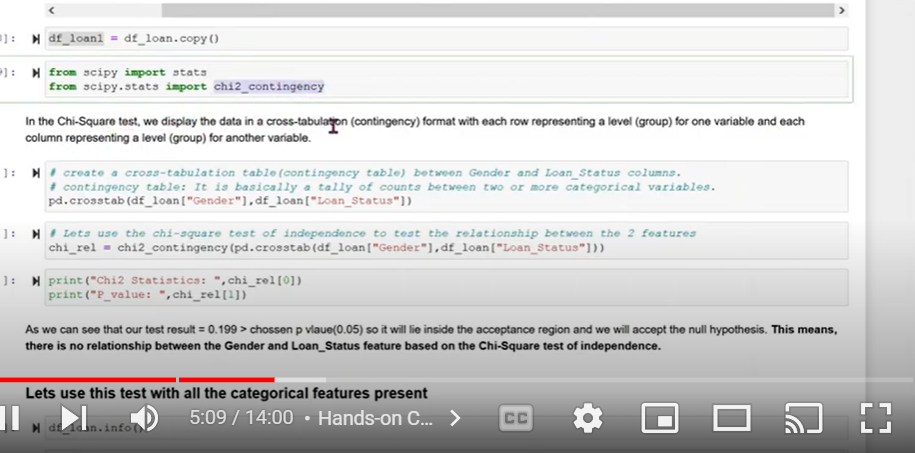 ]: df_loan1 = df_loan.copy()
]: from scipy import stats
from scipy.stats import chi2_contingency
In the Chi-Square test, we display the data in a cross-tabulation (contingency) format with each row representing a level (group) for one variable and each
column representing a level (group) for another variable.
]: # create a cross-tabulation table(contingency table) between Gender and Loan_Status columns.
# contingency table: It is basically a tally of counts between two or more categorical variables.
pd.crosstab(df_loan["Gender"],df_loan["Loan_Status"])
]: # Lets use the chi-square test of independence to test the relationship between the 2 features
chi_rel = chi2_contingency(pd.crosstab(df_loan["Gender"],df_loan["Loan_Status"]))
]: print("Chi2 Statistics: ",chi_rel[0])
print("P_value: ",chi_rel[1])
As we can see that our test result = 0.199 > chossen p vlaue(0.05) so it will lie inside the acceptance region and we will accept the null hypothesis. This means,
there is no relationship between the Gender and Loan_Status feature based on the Chi-Square test of independence.
Lets use this test with all the categorical features present
5:09 / 14:00 • Hands-on C... CC
]: df_loan.info()